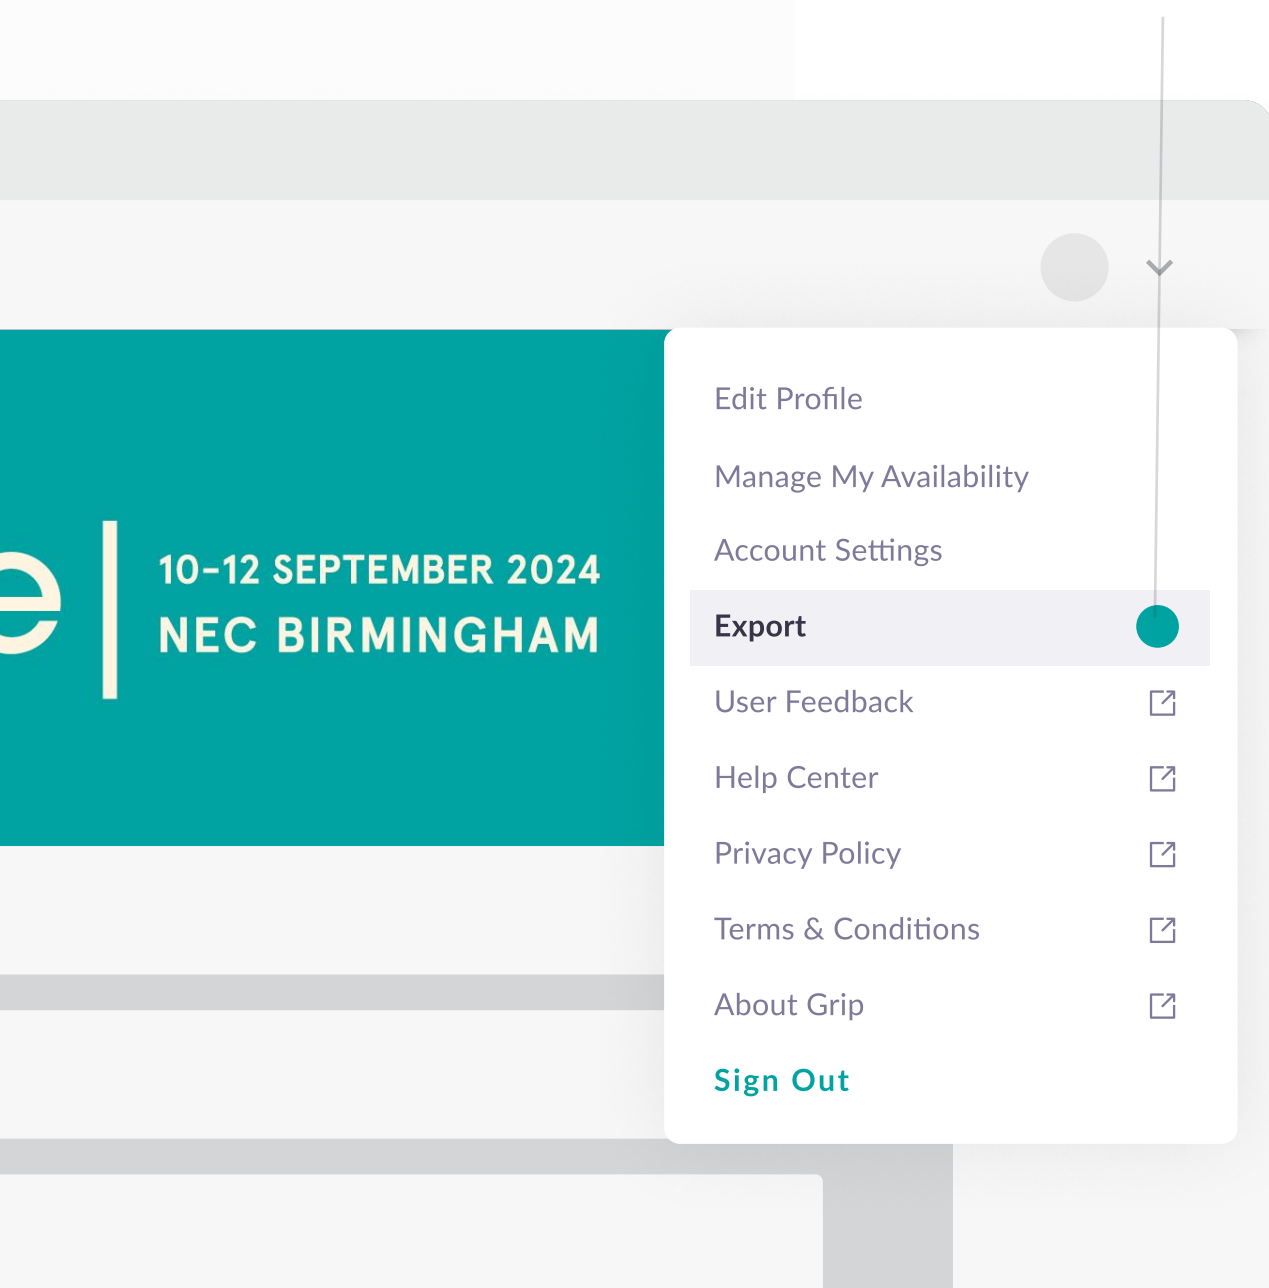 e
10-12 SEPTEMBER 2024
NEC BIRMINGHAM
Edit Profile
Manage My Availability
Account Settings
Export
User Feedback
Help Center
Privacy Policy
Terms & Conditions
About Grip
Sign Out